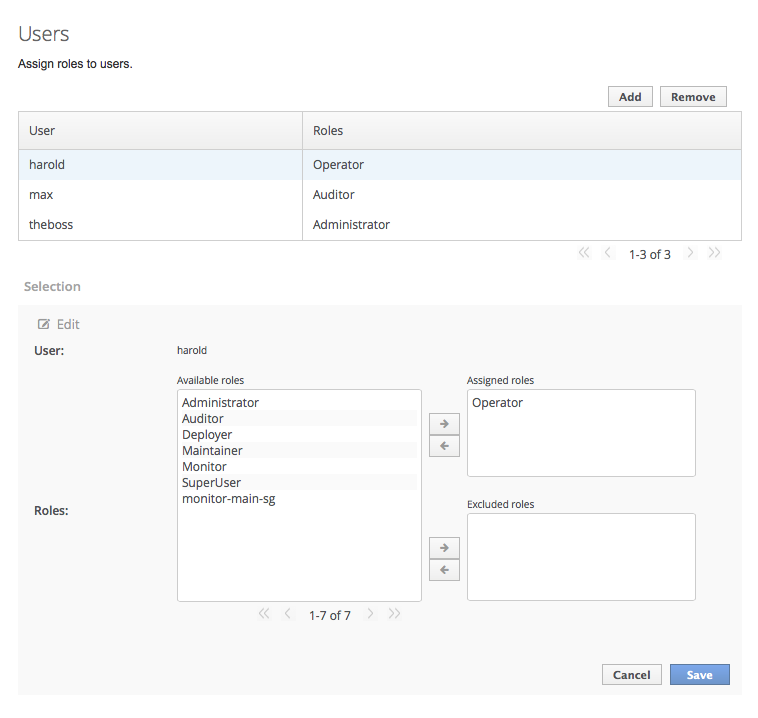 Users
Assign roles to users.
Add Remove
User Roles
harold Operator
max Auditor
theboss Administrator
1-3 of 3
Selection
Edit
User: harold
Available roles Assigned roles
Administrator Operator
Auditor
Deployer
Maintainer
Monitor
SuperUser
monitor-main-sg
Excluded roles
Roles:
1-7 of 7
Cancel Save